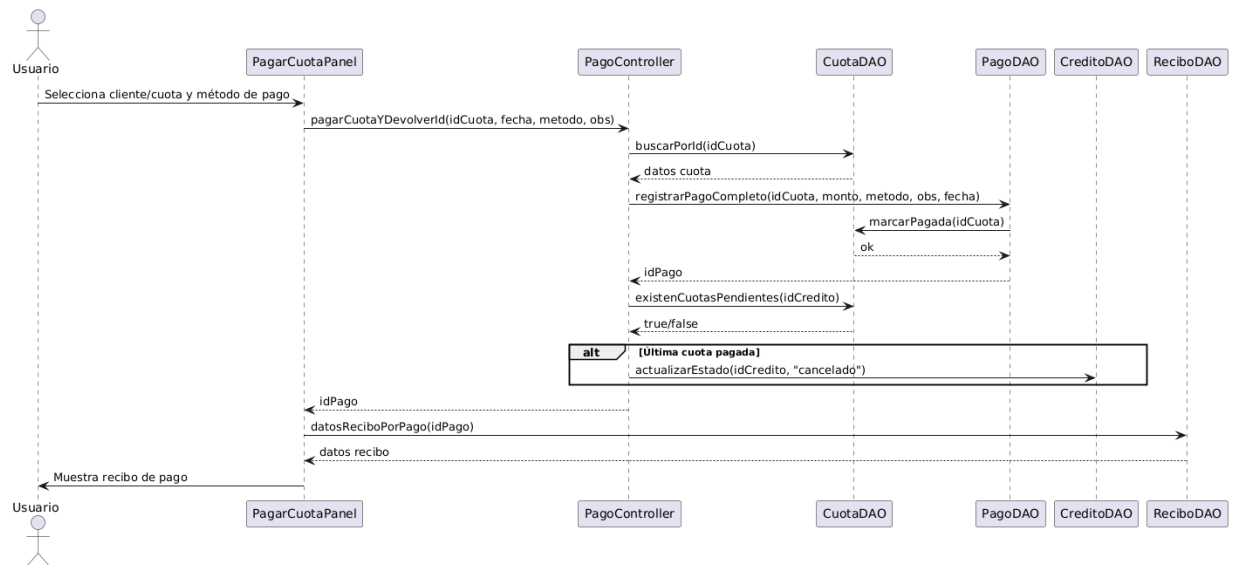 Usuario
PagarCuotaPanel
PagoController
CuotaDAO
PagoDAO
CreditoDAO
ReciboDAO
Selecciona cliente/cuota y método de pago
pagarCuotaYDevolverId(idCuota, fecha, metodo, obs)
buscarPorId(idCuota)
datos cuota
registrarPagoCompleto(idCuota, monto, metodo, obs, fecha)
marcarPagada(idCuota)
ok
idPago
existenCuotasPendientes(idCredito)
true/false
alt [Última cuota pagada]
actualizarEstado(idCredito, "cancelado")
idPago
datosReciboPorPago(idPago)
datos recibo
Muestra recibo de pago
Usuario
PagarCuotaPanel
PagoController
CuotaDAO
PagoDAO
CreditoDAO
ReciboDAO